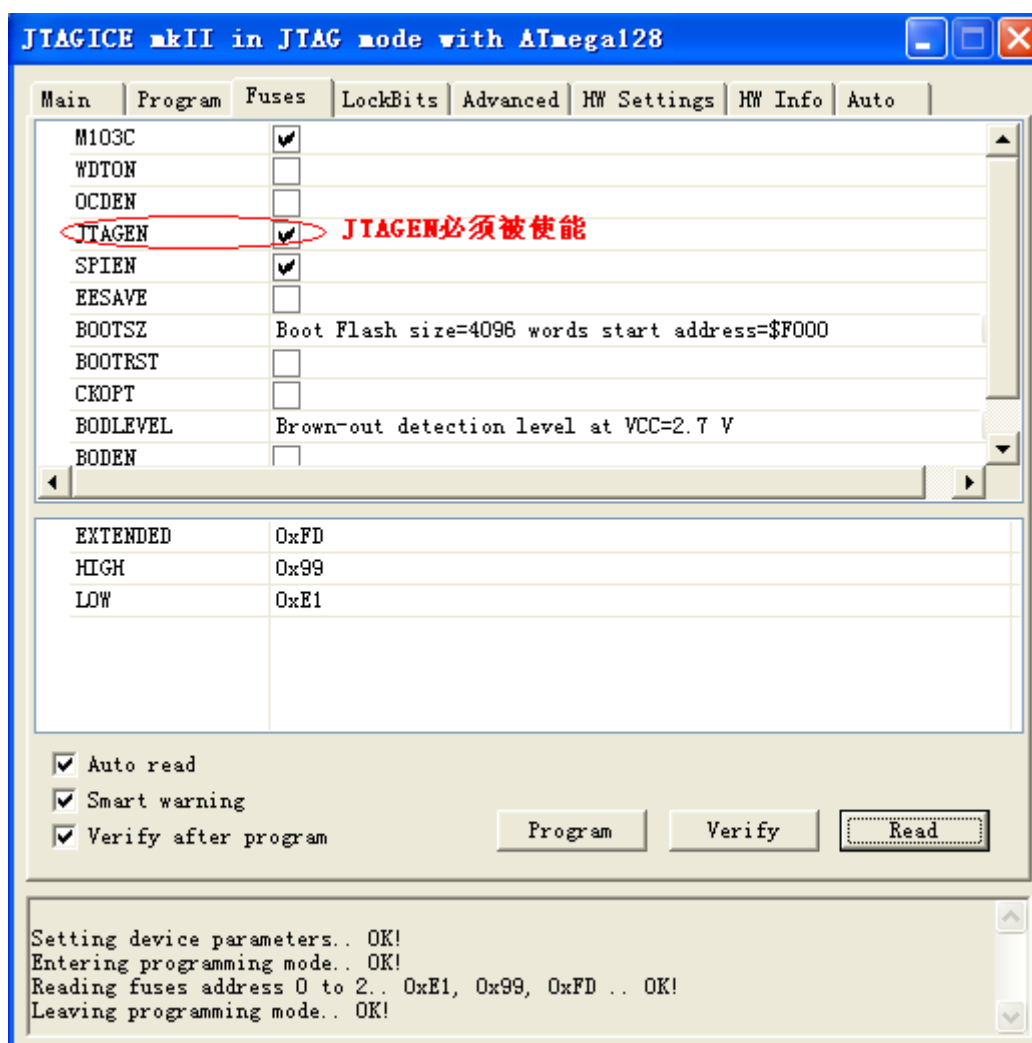 JTAGICE mkII in JTAG mode with ATmega128
Main Program Fuses LockBits Advanced HW Settings HW Info Auto
M103C
WDTON
OCDEN
JTAGEN JTAGEN必须被使能
SPIEN
EESAVE
BOOTSZ Boot Flash size=4096 words start address=$F000
BOOTRST
CKOPT
BODLEVEL Brown-out detection level at VCC=2.7 V
BODEN
EXTENDED 0xFD
HIGH 0x99
LOW 0xE1
Auto read
Smart warning
Verify after program Program Verify Read
Setting device parameters.. OK!
Entering programming mode.. OK!
Reading fuses address 0 to 2.. 0xE1, 0x99, 0xFD .. OK!
Leaving programming mode.. OK!